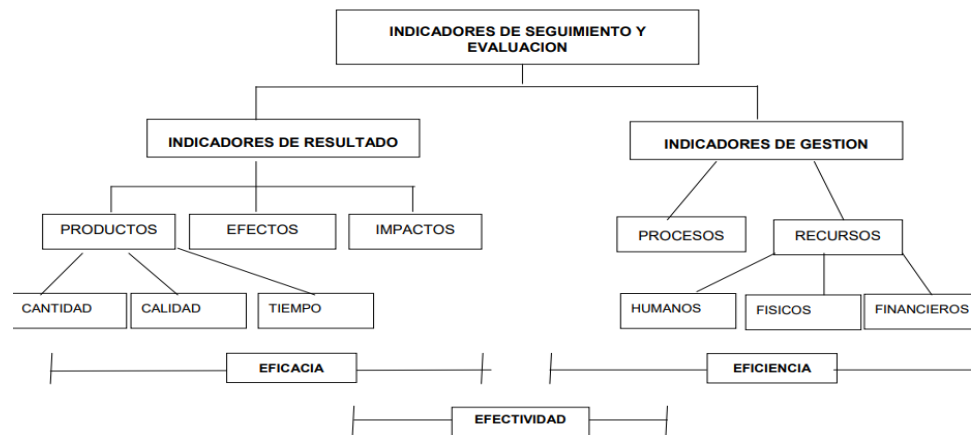 INDICADORES DE SEGUIMIENTO Y
EVALUACION
INDICADORES DE RESULTADO
INDICADORES DE GESTION
PRODUCTOS
EFECTOS
IMPACTOS
PROCESOS
RECURSOS
CANTIDAD
CALIDAD
TIEMPO
HUMANOS
FISICOS
FINANCIEROS
EFICACIA
EFICIENCIA
EFECTIVIDAD